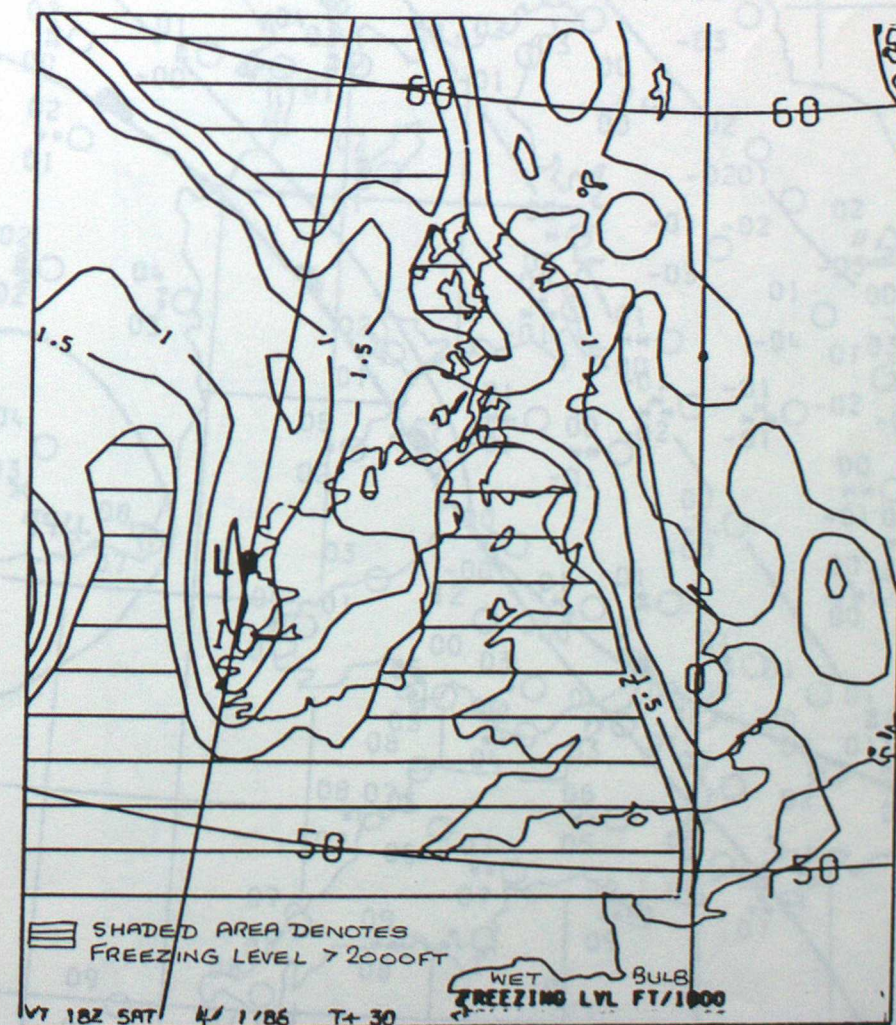 60
60
1.5
1
1
1.5
1
1.5
0
50
50
SHADED AREA DENOTES
FREEZING LEVEL > 2000FT
WET BULB
FREEZING LVL FT/1000
VT 18Z SAT 4/ 1/86 T+ 30